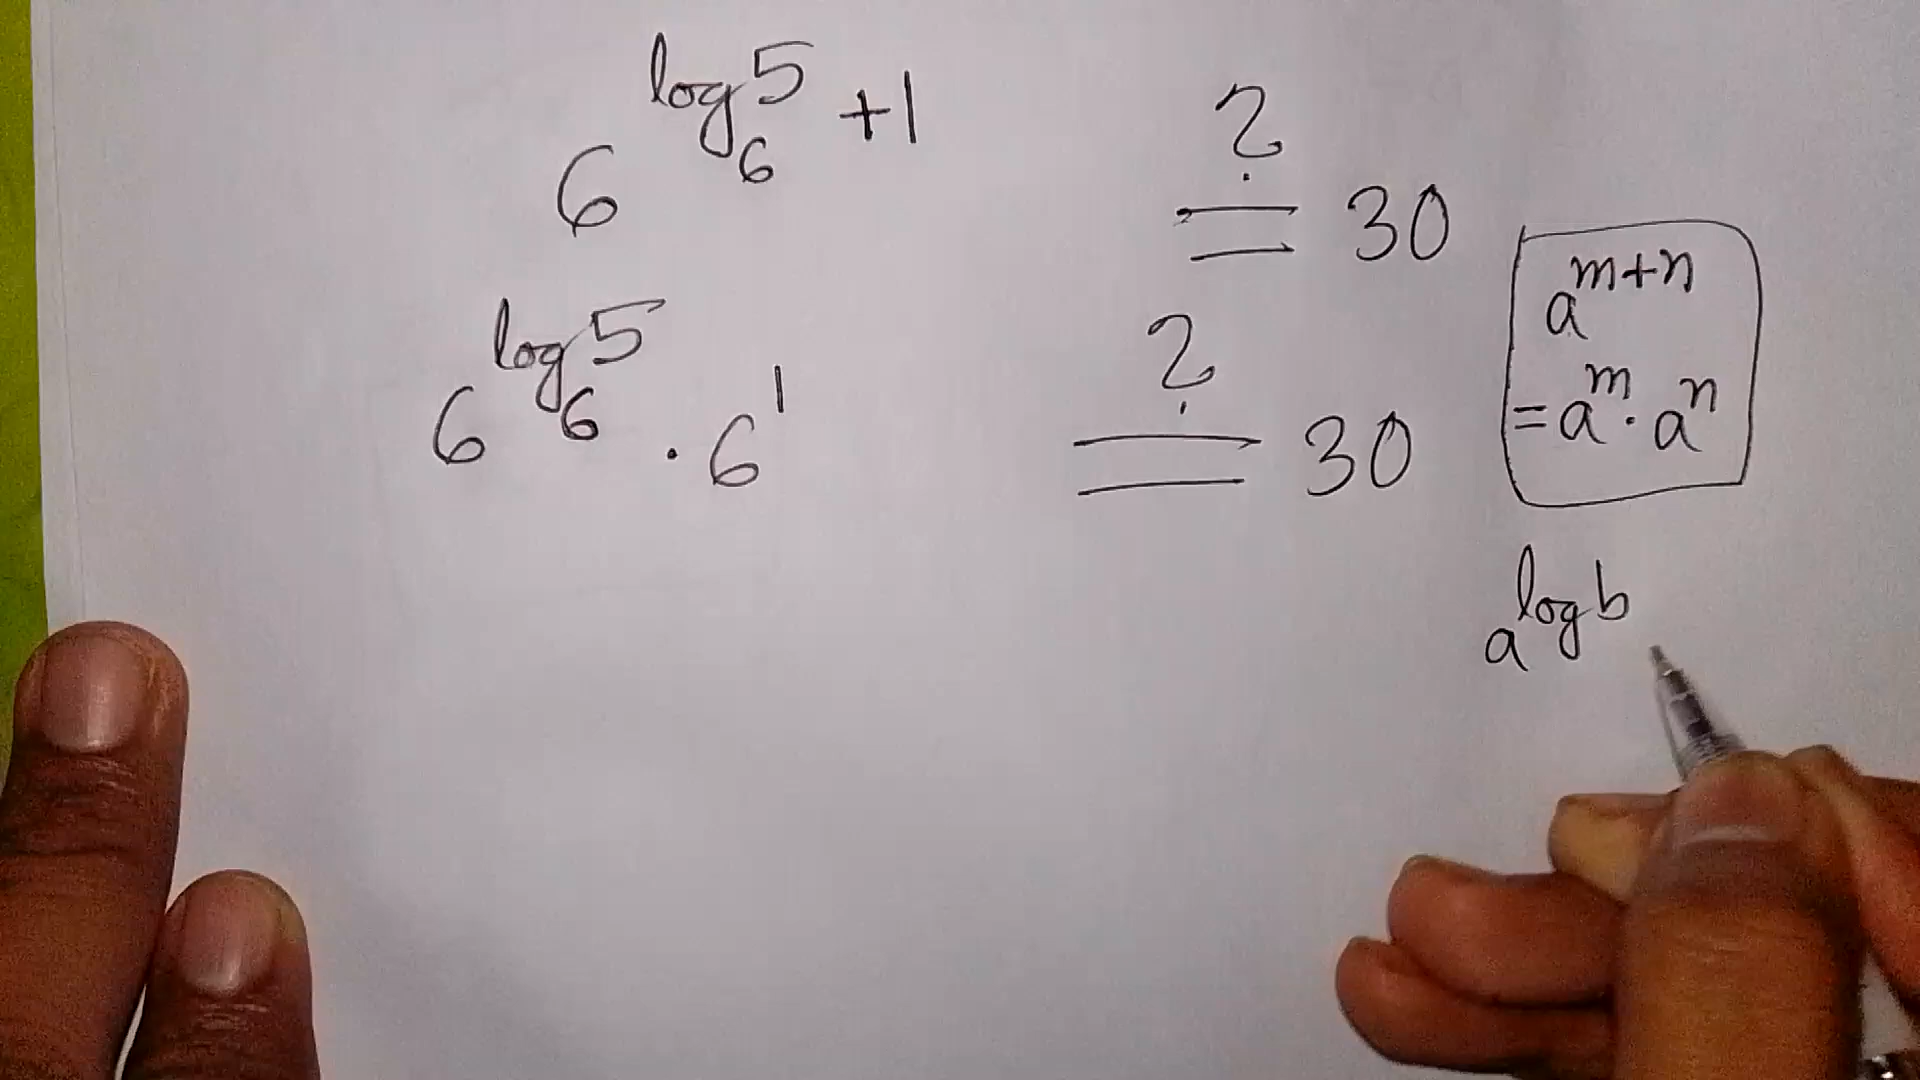 6^{log_6 5 + 1} ≟ 30
6^{log_6 5} · 6^1 ≟ 30
a^{m+n}
= a^m · a^n
a^{log b}